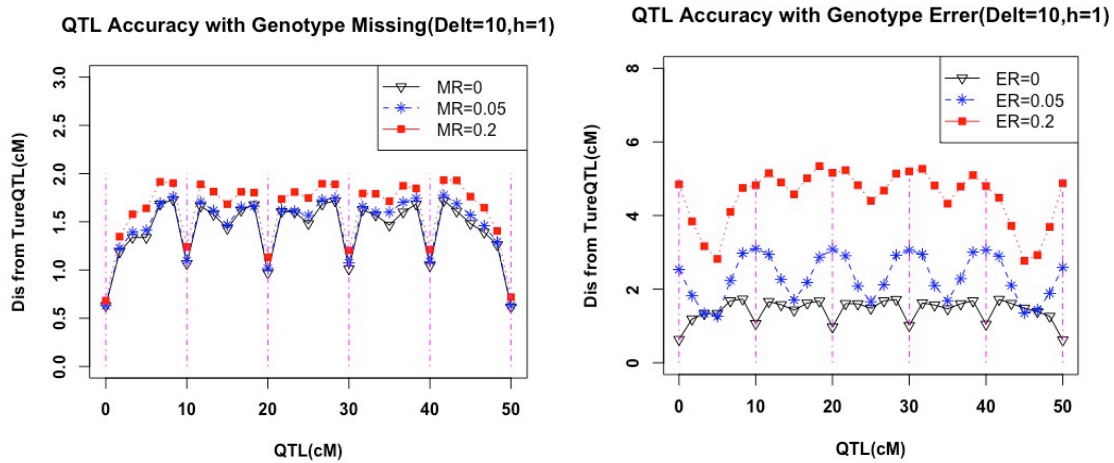 QTL Accuracy with Genotype Missing(Delt=10,h=1)
MR=0
MR=0.05
MR=0.2
Dis from TureQTL(cM)
3.0
2.5
2.0
1.5
1.0
0.5
0.0
0 10 20 30 40 50
QTL(cM)
QTL Accuracy with Genotype Errer(Delt=10,h=1)
ER=0
ER=0.05
ER=0.2
Dis from TureQTL(cM)
8
6
4
2
0
0 10 20 30 40 50
QTL(cM)